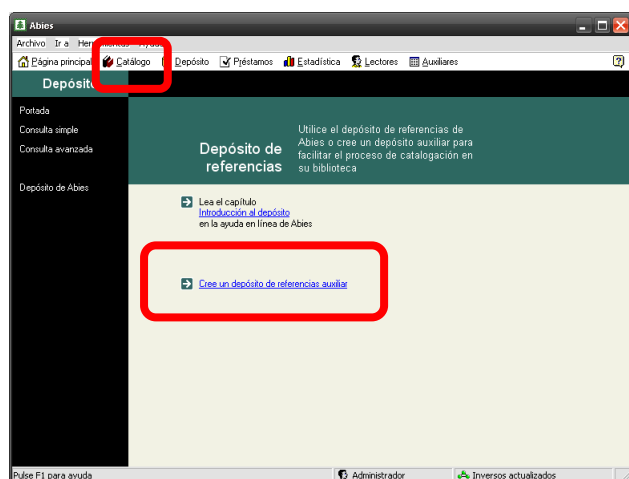 Abies
Archivo Ir a
Página principal Catálogo Depósito Préstamos Estadística Lectores Auxiliares
Depósito
Portada
Consulta simple
Consulta avanzada
Depósito de Abies
Depósito de
referencias
Utilice el depósito de referencias de
Abies o cree un depósito auxiliar para
facilitar el proceso de catalogación en
su biblioteca
Lea el capítulo
Introducción al depósito
en la ayuda en línea de Abies
Cree un depósito de referencias auxiliar
Pulse F1 para ayuda Administrador Inversos actualizados